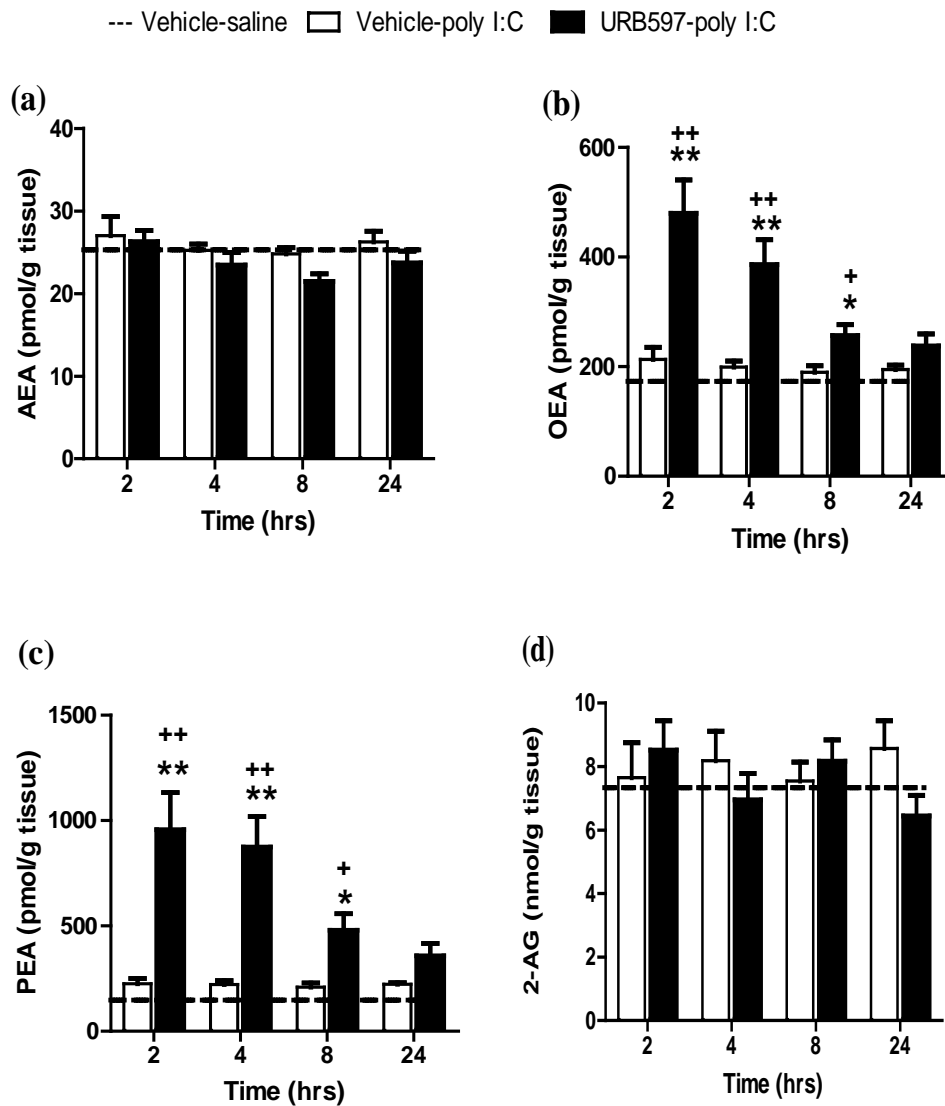 --- Vehicle-saline Vehicle-poly I:C URB597-poly I:C
(a)
40
30
20
10
0
AEA (pmol/g tissue)
2 4 8 24
Time (hrs)
(b)
600
400
200
0
OEA (pmol/g tissue)
++
**
++
**
+
*
2 4 8 24
Time (hrs)
(c)
1500
1000
500
0
PEA (pmol/g tissue)
++
**
++
**
+
*
2 4 8 24
Time (hrs)
(d)
10
8
6
4
2
0
2-AG (nmol/g tissue)
2 4 8 24
Time (hrs)